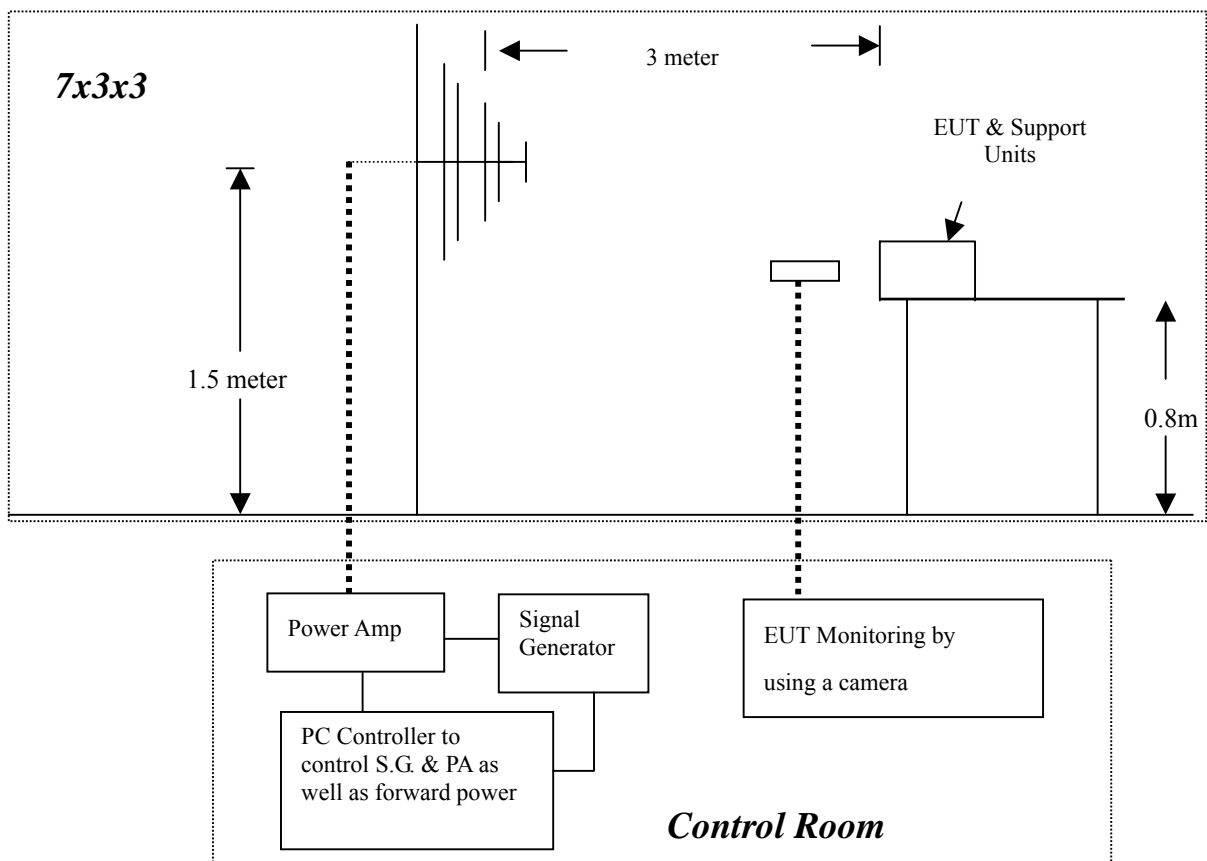 3 meter
7x3x3
EUT & Support
Units
1.5 meter
0.8m
Power Amp
Signal
Generator
EUT Monitoring by
using a camera
PC Controller to
control S.G. & PA as
well as forward power
Control Room